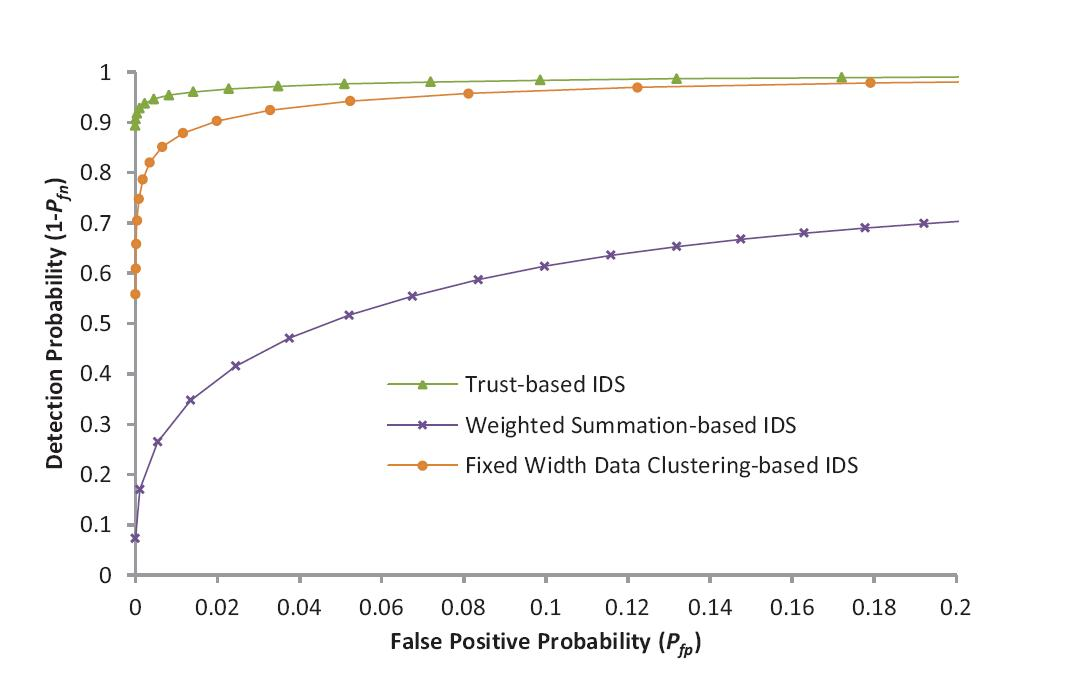 1
0.9
0.8
0.7
0.6
0.5
0.4
0.3
0.2
0.1
0
Detection Probability (1-Pfn)
Trust-based IDS
Weighted Summation-based IDS
Fixed Width Data Clustering-based IDS
0 0.02 0.04 0.06 0.08 0.1 0.12 0.14 0.16 0.18 0.2
False Positive Probability (Pfp)